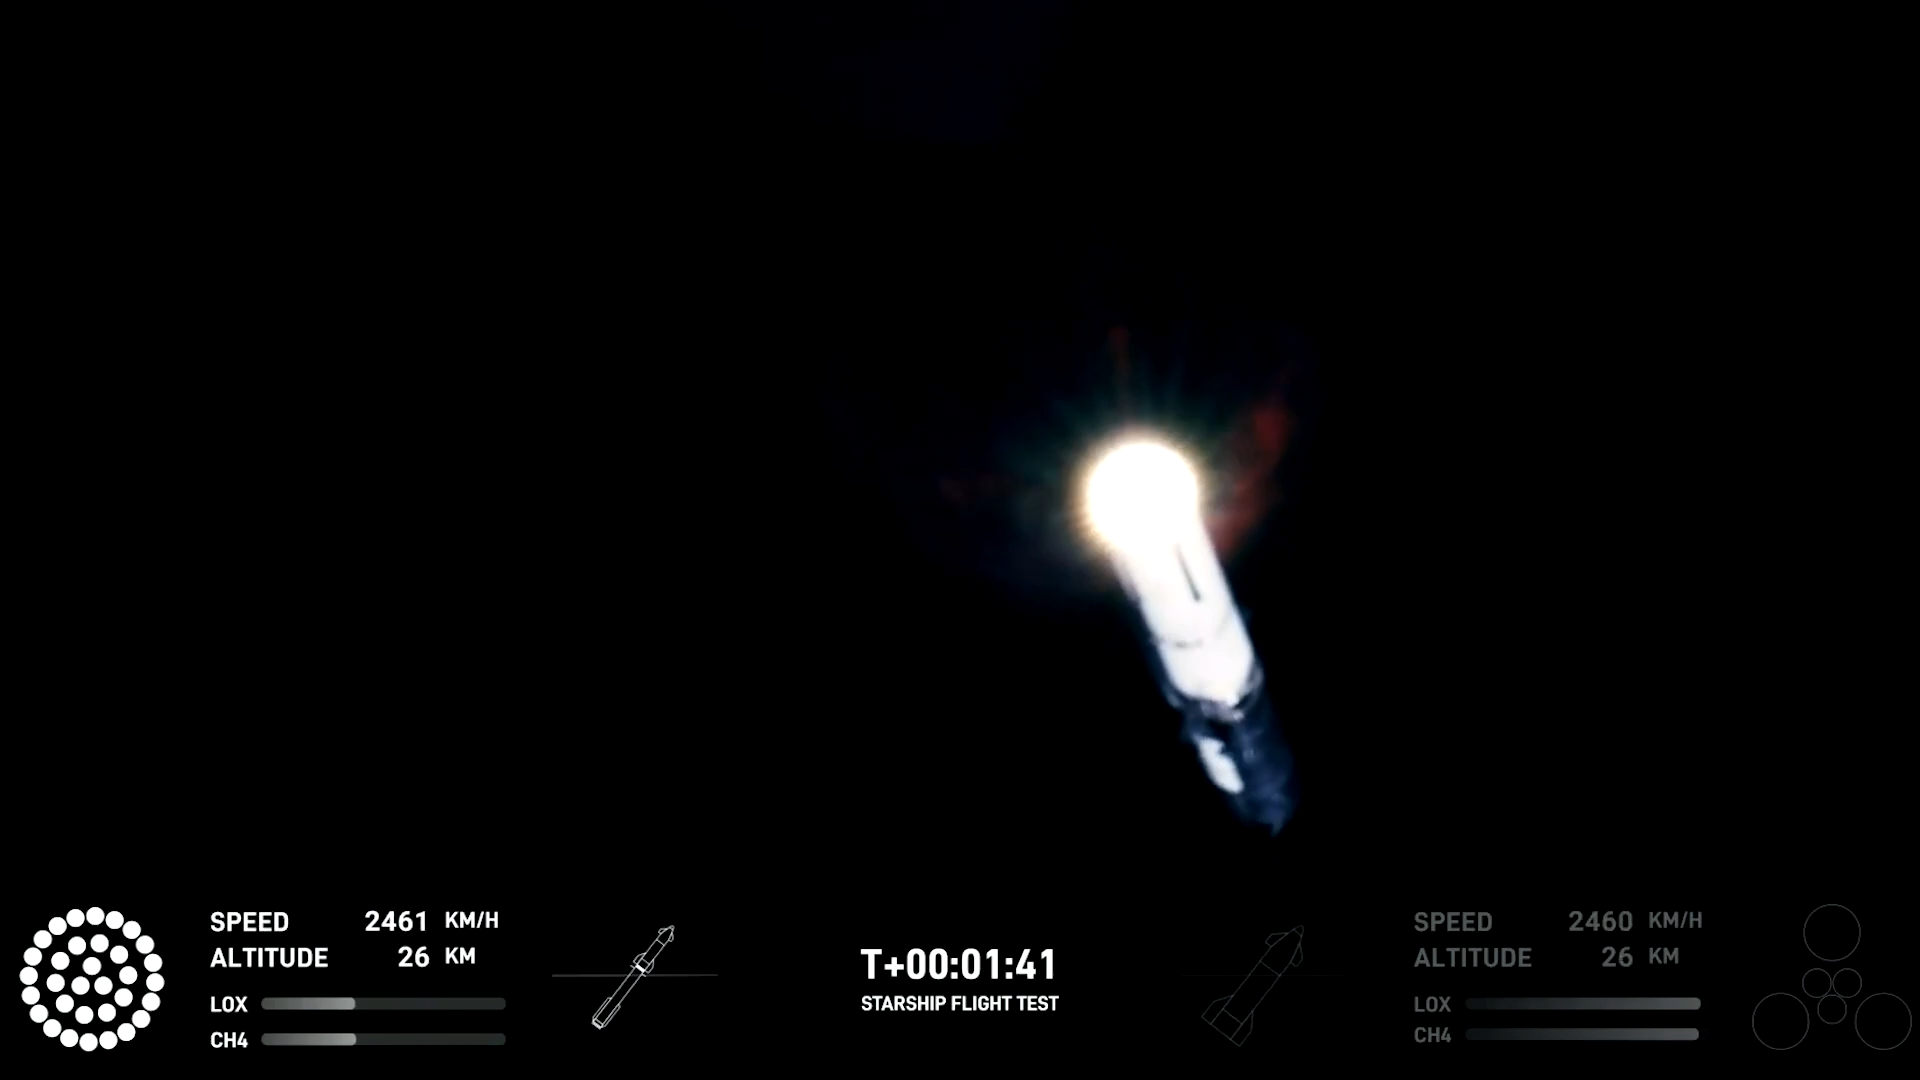 SPEED 2461 KM/H
ALTITUDE 26 KM
LOX
CH4
T+00:01:41
STARSHIP FLIGHT TEST
SPEED 2460 KM/H
ALTITUDE 26 KM
LOX
CH4